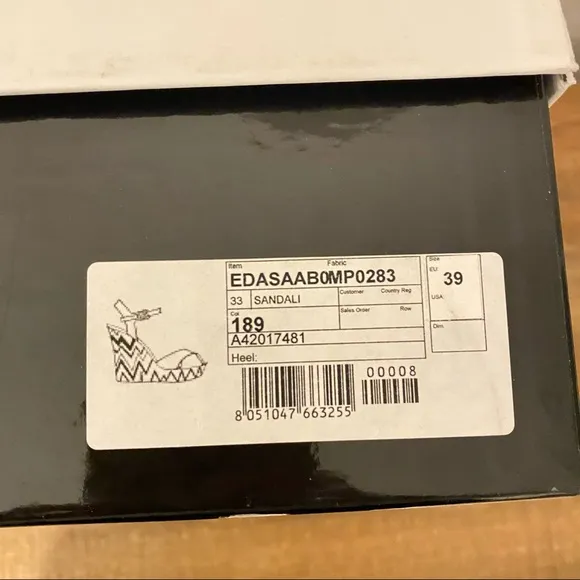 Item Fabric
EDASAAB0MP0283
33 SANDALI
Customer Country Reg
Col
189
Sales Order Row
A42017481
Heel:
Size
EU: 39
USA:
00008
8 051047 663255